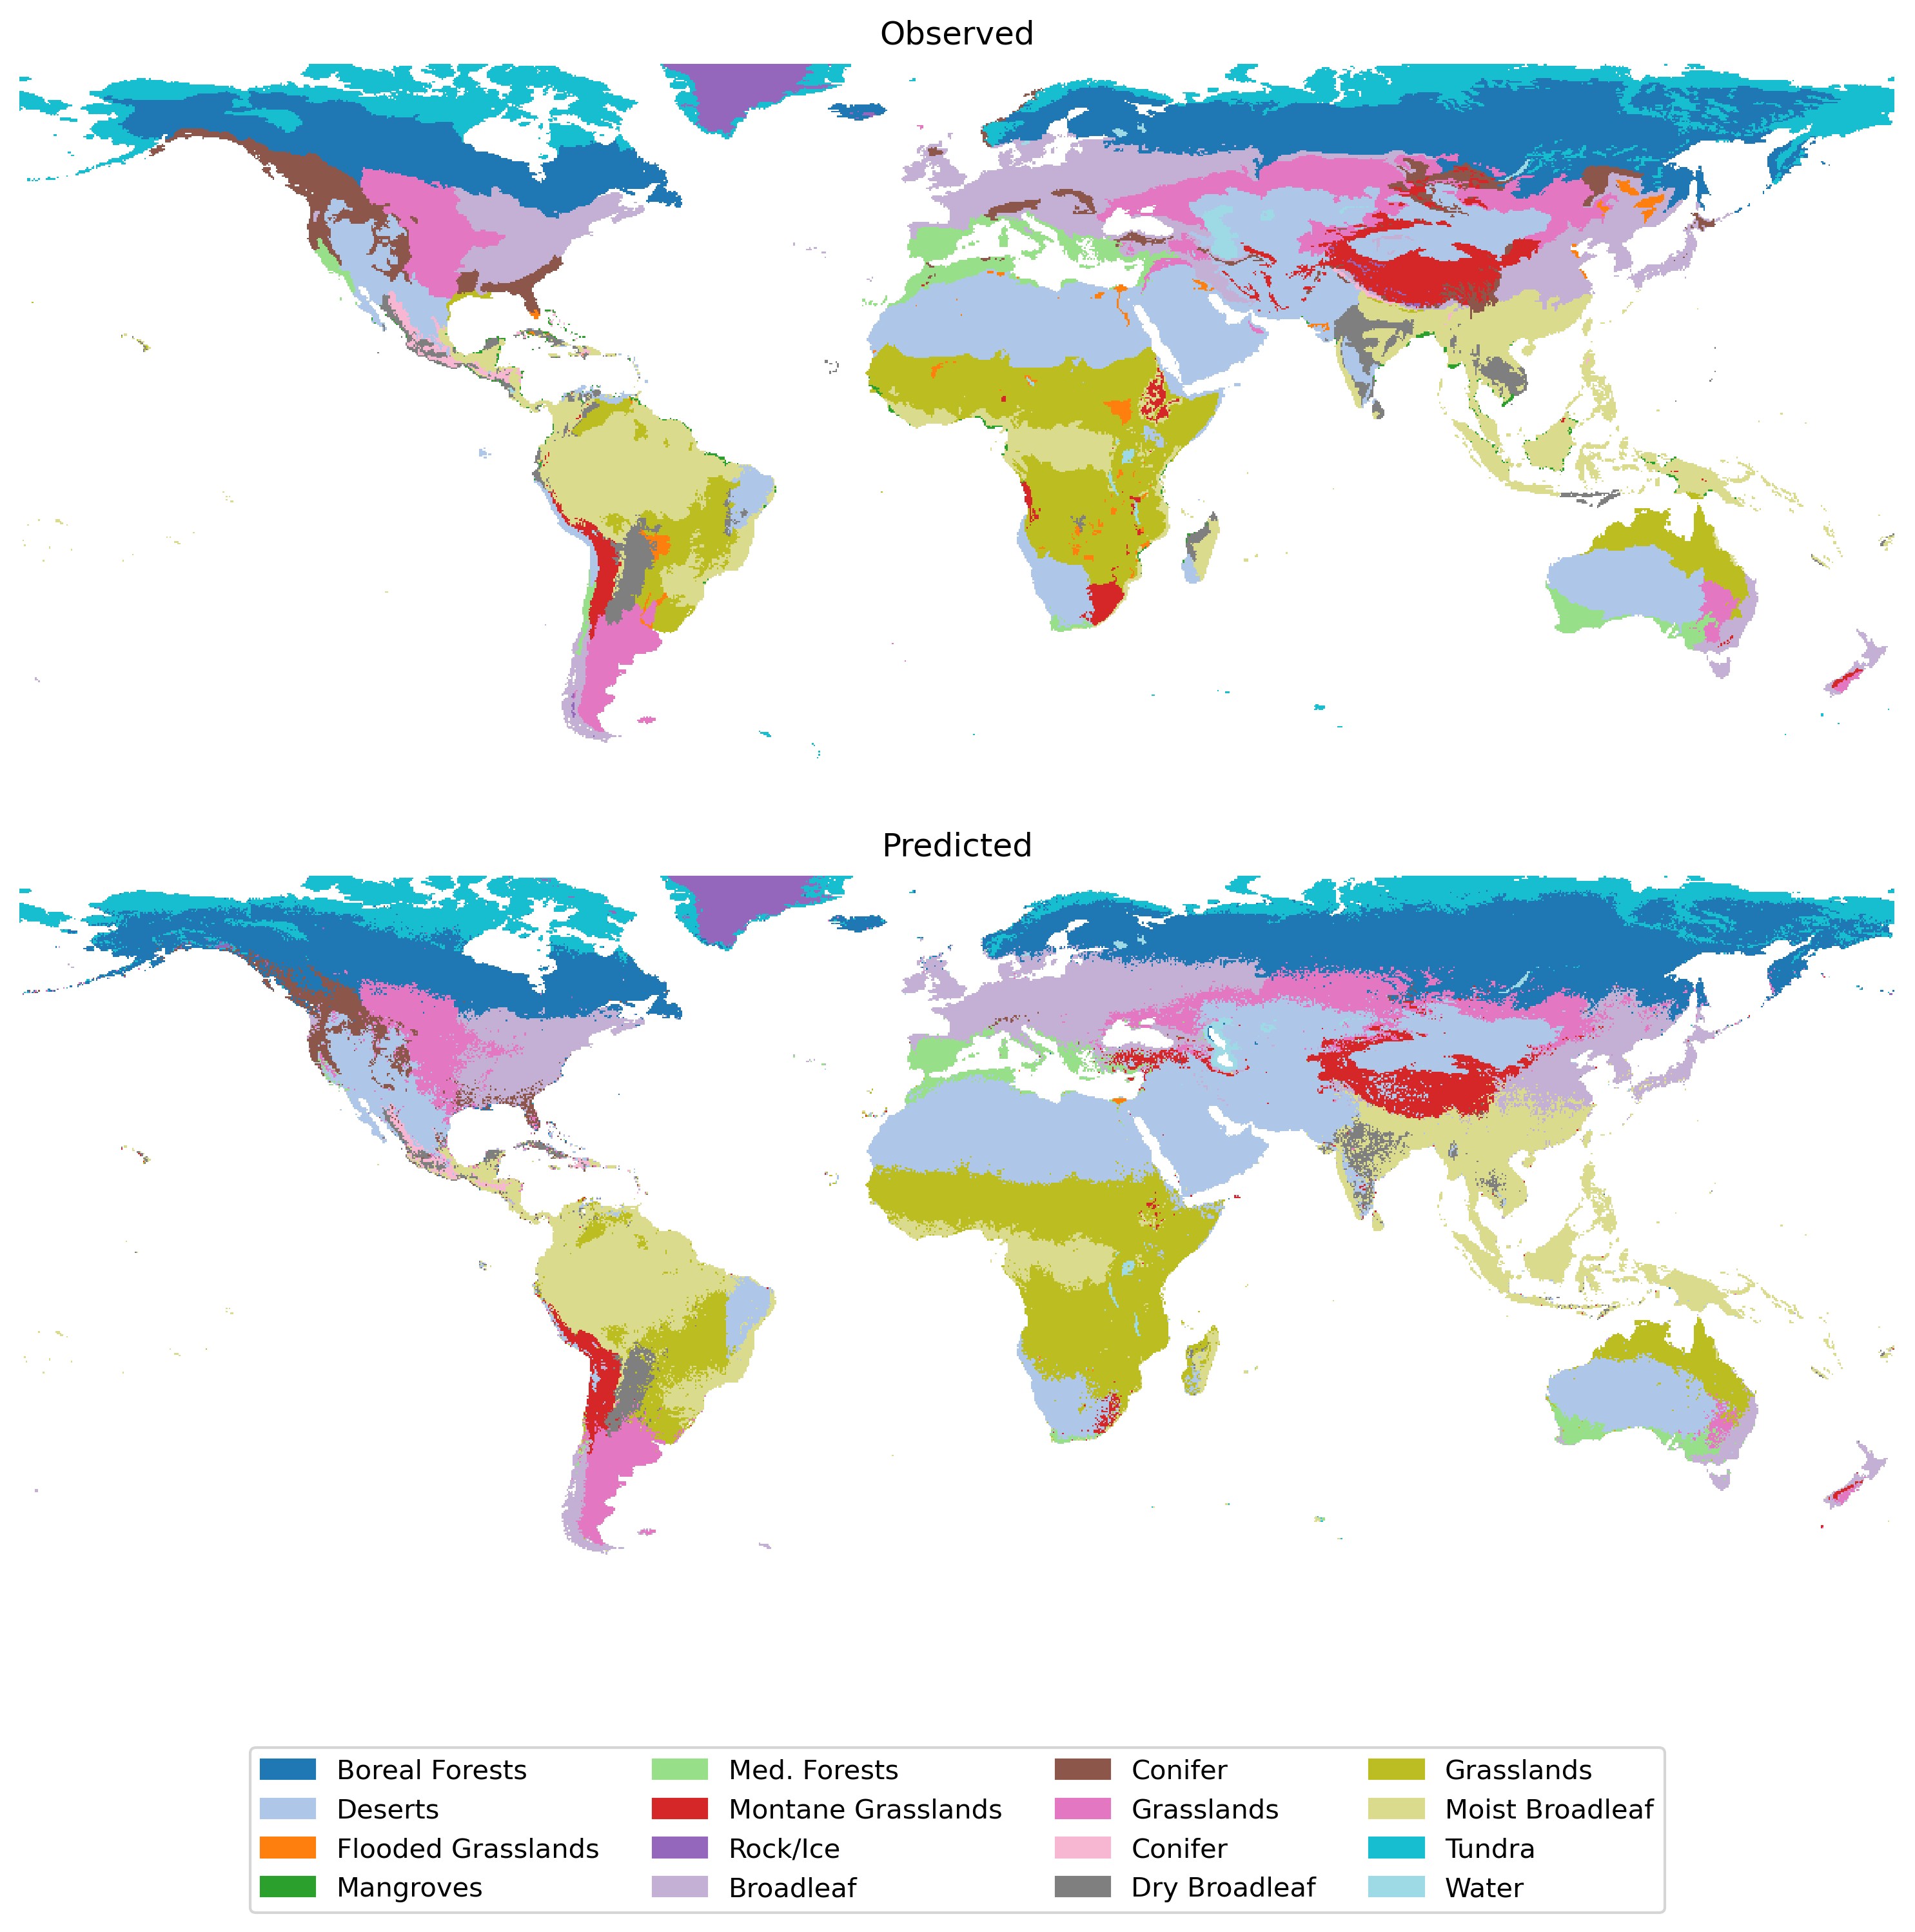 Observed
Predicted
Boreal Forests
Deserts
Flooded Grasslands
Mangroves
Med. Forests
Montane Grasslands
Rock/Ice
Broadleaf
Conifer
Grasslands
Conifer
Dry Broadleaf
Grasslands
Moist Broadleaf
Tundra
Water